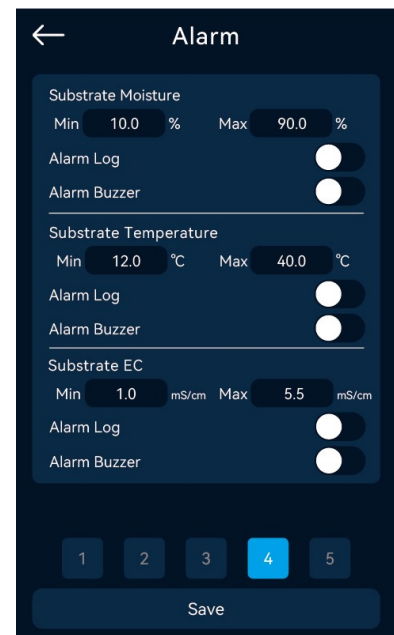 Alarm
Substrate Moisture
Min 10.0 % Max 90.0 %
Alarm Log
Alarm Buzzer
Substrate Temperature
Min 12.0 ℃ Max 40.0 ℃
Alarm Log
Alarm Buzzer
Substrate EC
Min 1.0 mS/cm Max 5.5 mS/cm
Alarm Log
Alarm Buzzer
1 2 3 4 5
Save